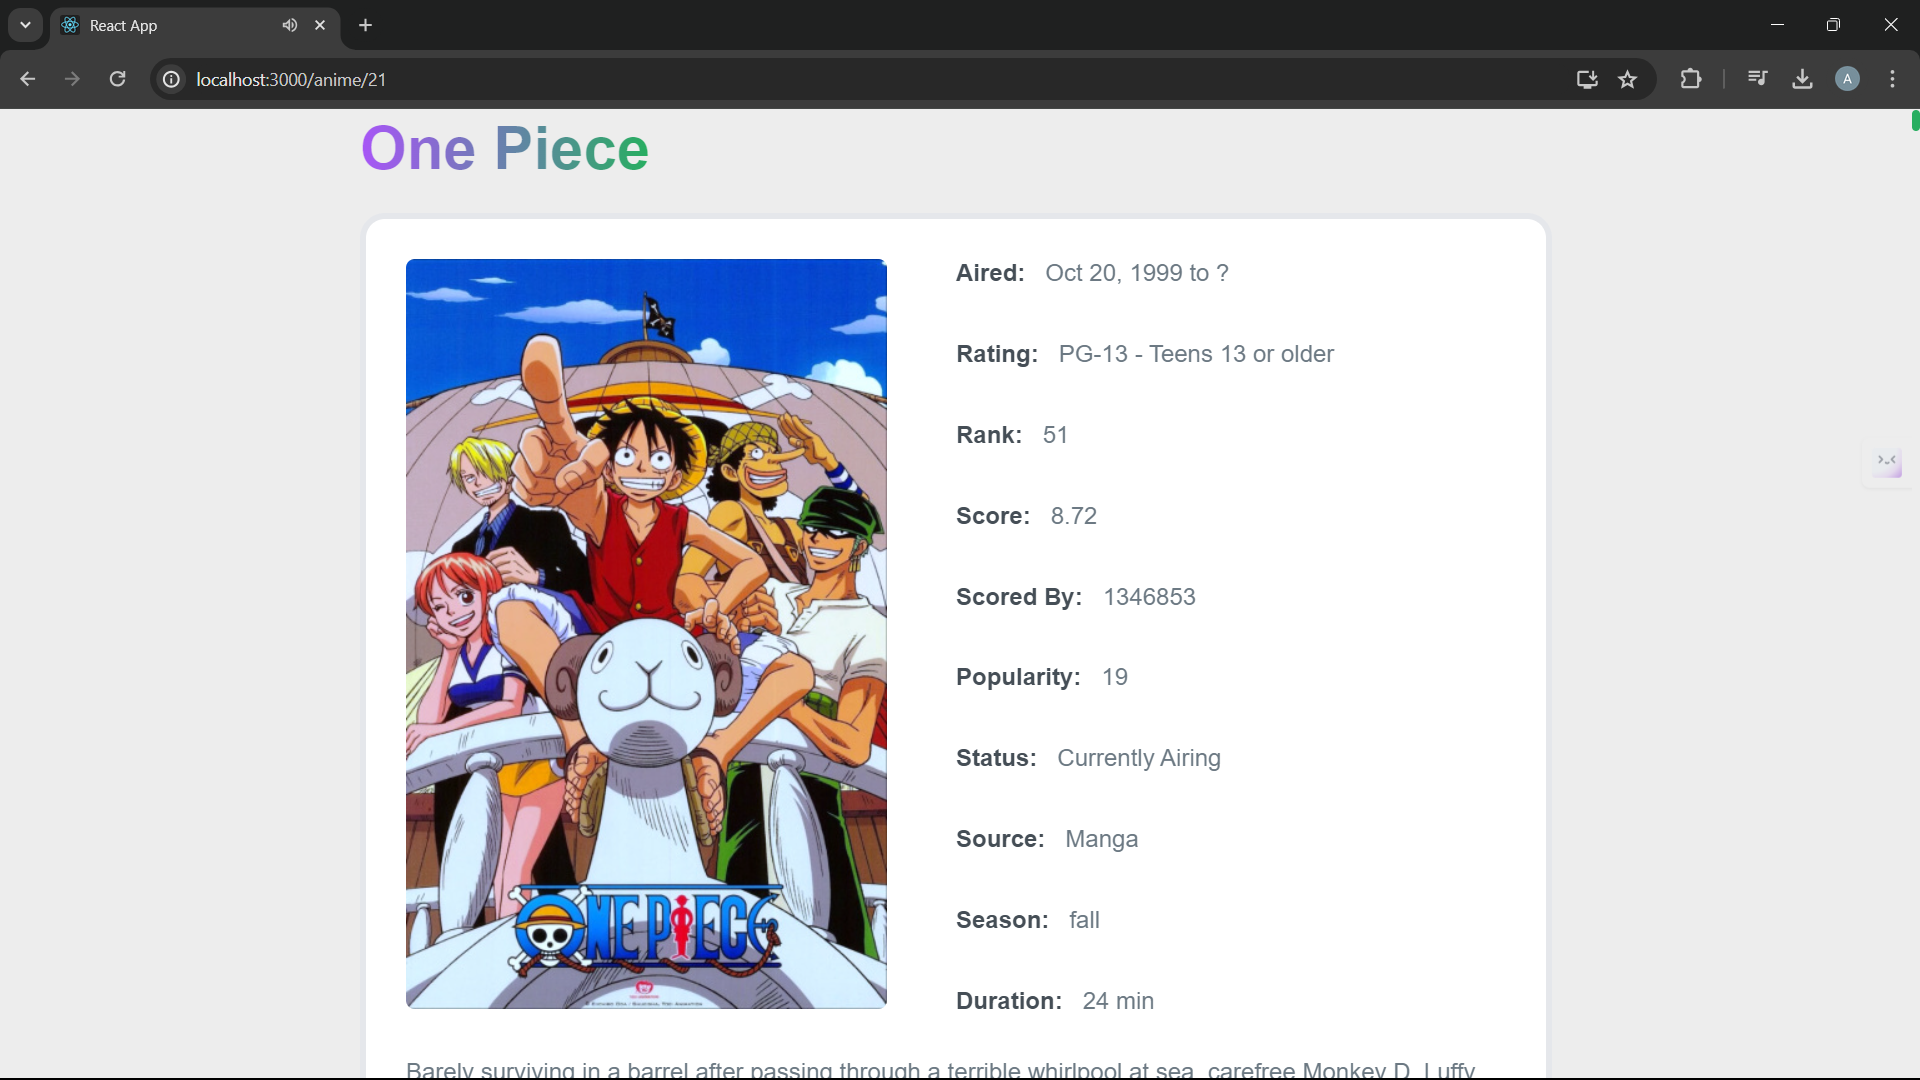 React App
localhost:3000/anime/21
A
One Piece
Aired: Oct 20, 1999 to ?
Rating: PG-13 - Teens 13 or older
Rank: 51
Score: 8.72
Scored By: 1346853
Popularity: 19
Status: Currently Airing
Source: Manga
Season: fall
Duration: 24 min
ONE PIECE
Barely surviving in a barrel after passing through a terrible whirlpool at sea, carefree Monkey D. Luffy